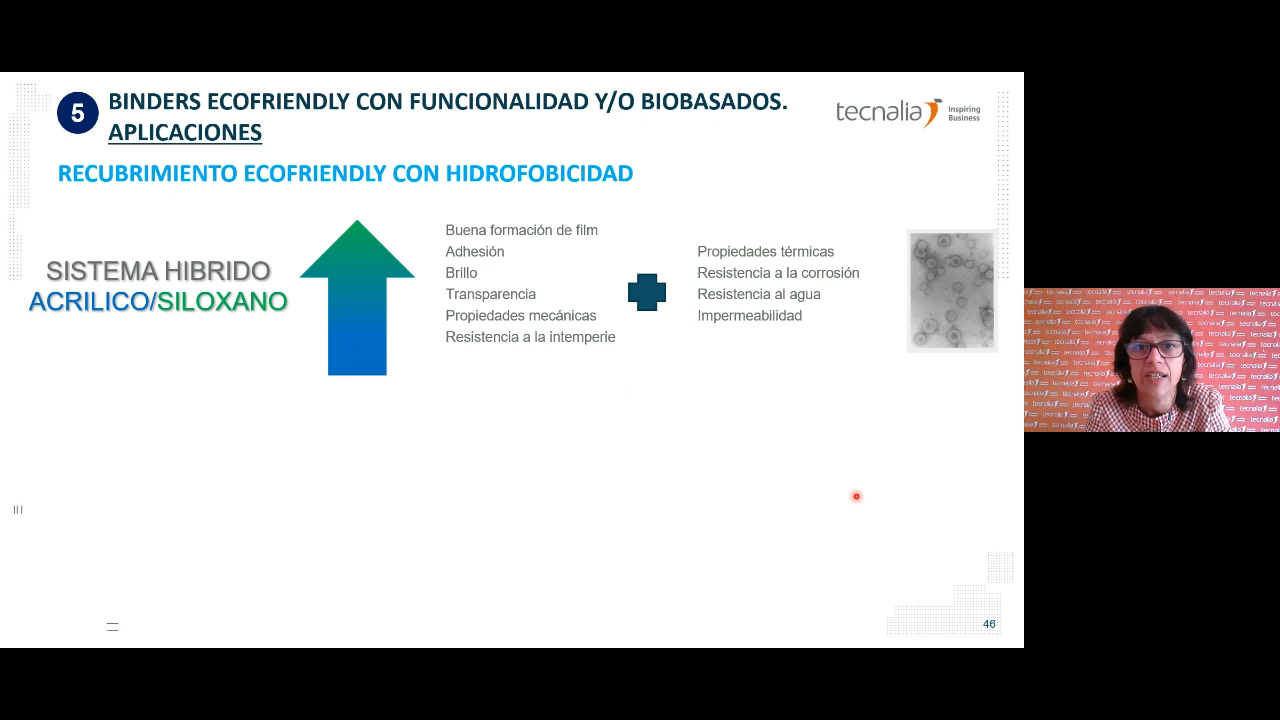 5
BINDERS ECOFRIENDLY CON FUNCIONALIDAD Y/O BIOBASADOS.
APLICACIONES
tecnalia
Inspiring
Business
RECUBRIMIENTO ECOFRIENDLY CON HIDROFOBICIDAD
SISTEMA HIBRIDO
ACRILICO/SILOXANO
Buena formación de film
Adhesión
Brillo
Transparencia
Propiedades mecánicas
Resistencia a la intemperie
Propiedades térmicas
Resistencia a la corrosión
Resistencia al agua
Impermeabilidad
46
tecnalia